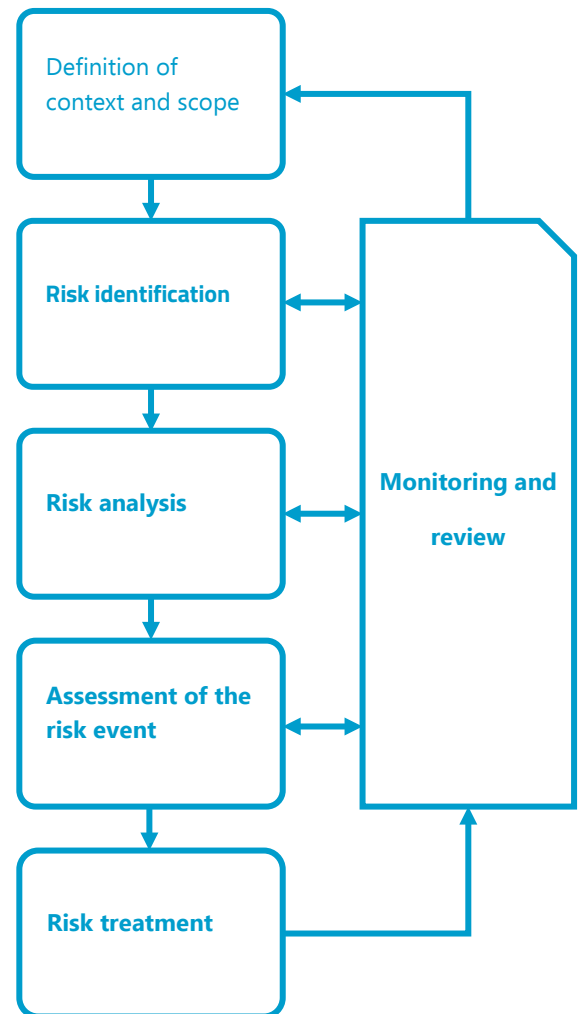 Definition of
context and scope
Risk identification
Risk analysis
Monitoring and
review
Assessment of the
risk event
Risk treatment